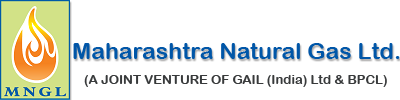 MNGL
Maharashtra Natural Gas Ltd.
(A JOINT VENTURE OF GAIL (India) Ltd & BPCL)